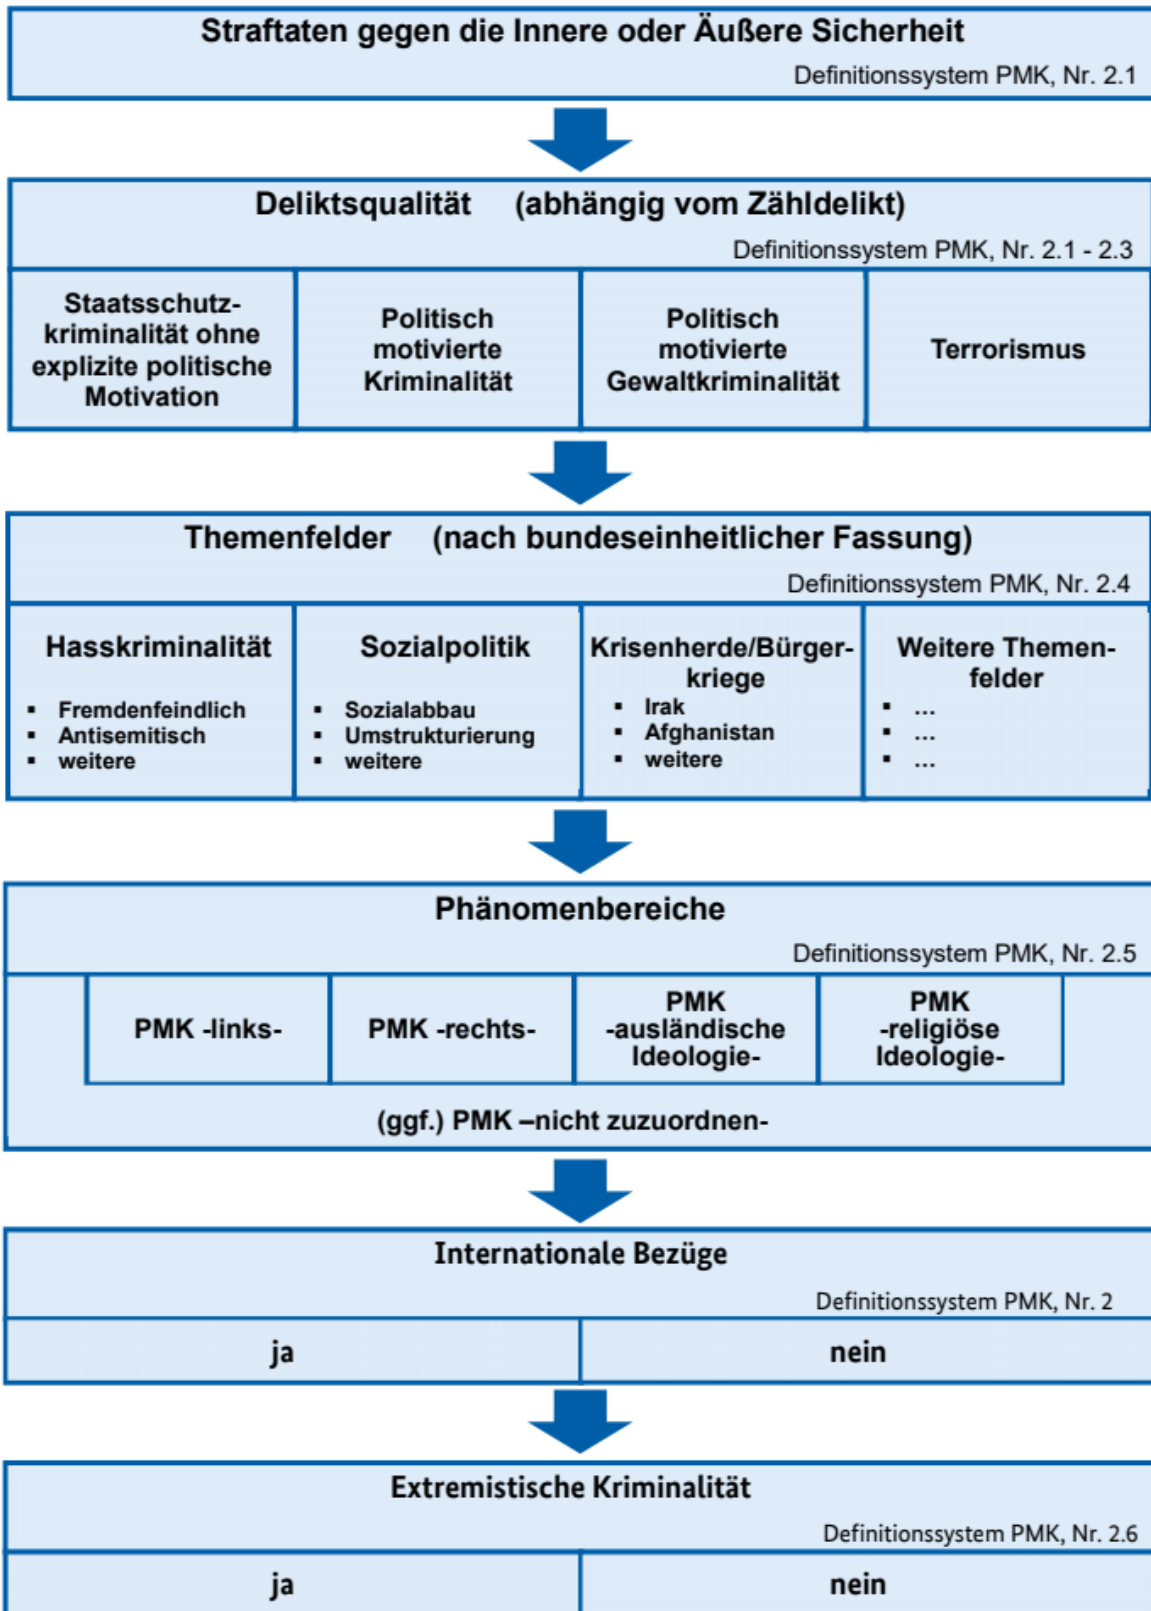 Straftaten gegen die Innere oder Äußere Sicherheit
Definitionssystem PMK, Nr. 2.1
Deliktsqualität (abhängig vom Zähldelikt)
Definitionssystem PMK, Nr. 2.1 - 2.3
Staatsschutz-
kriminalität ohne
explizite politische
Motivation
Politisch
motivierte
Kriminalität
Politisch
motivierte
Gewaltkriminalität
Terrorismus
Themenfelder (nach bundeseinheitlicher Fassung)
Definitionssystem PMK, Nr. 2.4
Hasskriminalität
▪ Fremdenfeindlich
▪ Antisemitisch
▪ weitere
Sozialpolitik
▪ Sozialabbau
▪ Umstrukturierung
▪ weitere
Krisenherde/Bürger-
kriege
▪ Irak
▪ Afghanistan
▪ weitere
Weitere Themen-
felder
▪ ...
▪ ...
▪ ...
Phänomenbereiche
Definitionssystem PMK, Nr. 2.5
PMK -links-
PMK -rechts-
PMK
-ausländische
Ideologie-
PMK
-religiöse
Ideologie-
(ggf.) PMK –nicht zuzuordnen-
Internationale Bezüge
Definitionssystem PMK, Nr. 2
ja
nein
Extremistische Kriminalität
Definitionssystem PMK, Nr. 2.6
ja
nein